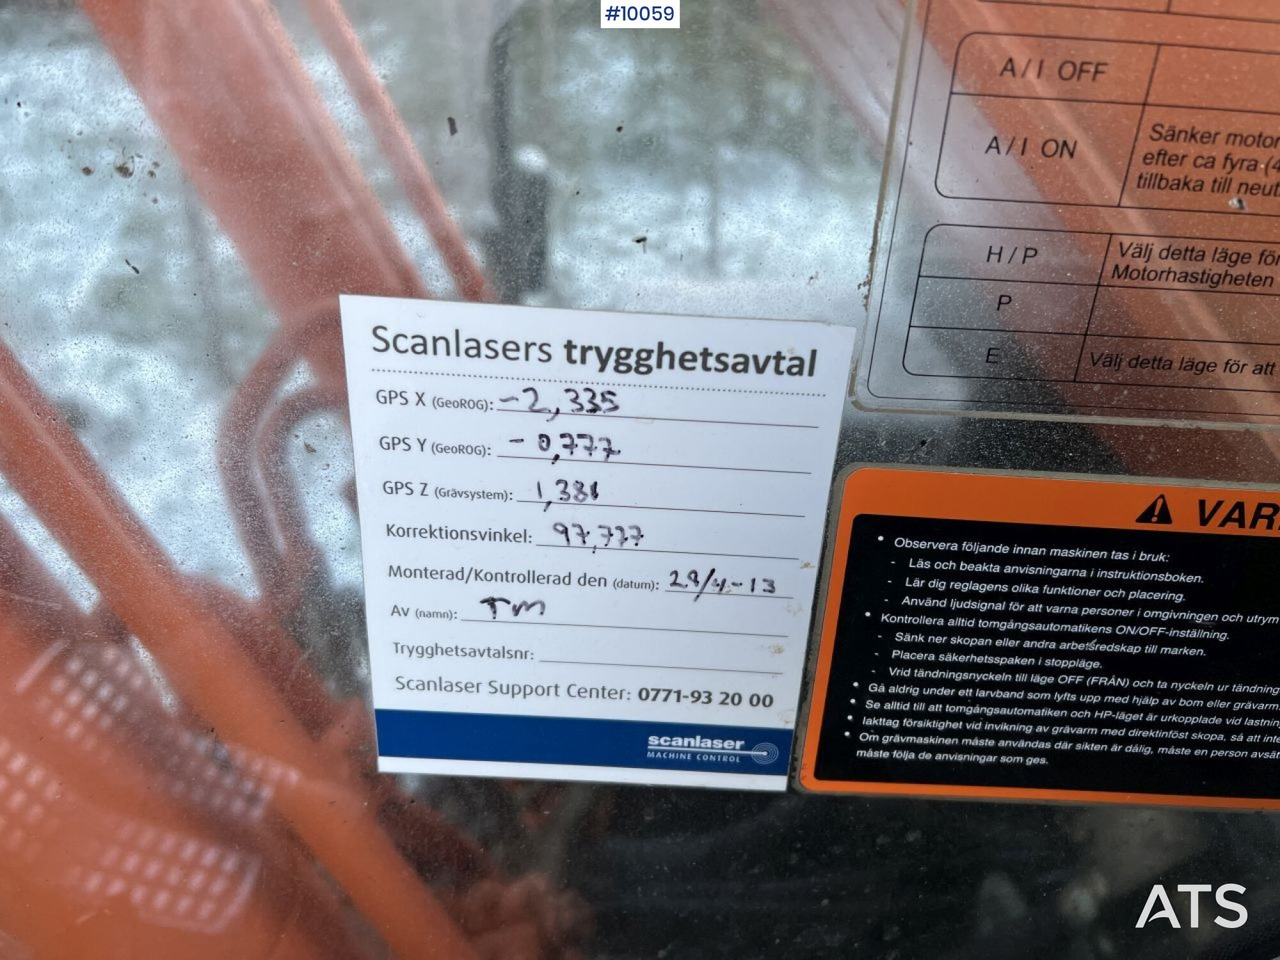 #10059
A/I OFF
A/I ON
Sänker motor
efter ca fyra (4
tillbaka till neut
H/P
Välj detta läge för
Motorhastigheten
P
E
Välj detta läge för att
Scanlasers trygghetsavtal
GPS X (GeoROG): -2,335
GPS Y (GeoROG): -0,777
GPS Z (Grävsystem): 1,381
Korrektionsvinkel: 97,777
Monterad/Kontrollerad den (datum): 29/4-13
Av (namn): TM
Trygghetsavtalsnr:
Scanlaser Support Center: 0771-93 20 00
scanlaser
MACHINE CONTROL
VAR
• Observera följande innan maskinen tas i bruk:
- Läs och beakta anvisningarna i instruktionsboken.
- Lär dig reglagens olika funktioner och placering.
- Använd ljudsignal för att varna personer i omgivningen och utrym
• Kontrollera alltid tomgångsautomatikens ON/OFF-inställning.
- Sänk ner skopan eller andra arbetsredskap till marken.
- Placera säkerhetsspaken i stoppläge.
- Vrid tändningsnyckeln till läge OFF (FRÅN) och ta nyckeln ur tändning
• Gå aldrig under ett larvband som lyfts upp med hjälp av bom eller grävarm.
• Se alltid till att tomgångsautomatiken och HP-läget är urkopplade vid lastnin
• Iakttag försiktighet vid invikning av grävarm med direktinföst skopa, så att inte
• Om grävmaskinen måste användas där sikten är dålig, måste en person avsät
måste följa de anvisningar som ges.
ATS